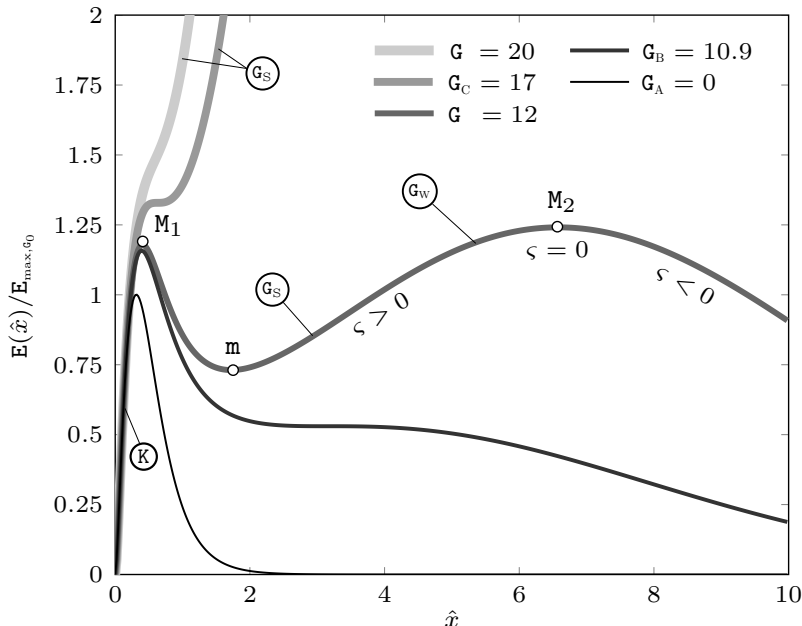 2
1.75
1.5
1.25
1
0.75
0.5
0.25
0
E(x̂)/E_max,G_0
G = 20
G_C = 17
G = 12
G_B = 10.9
G_A = 0
G_S
G_W
M_1
M_2
ς = 0
ς < 0
G_S
ς > 0
m
K
0 2 4 6 8 10
x̂